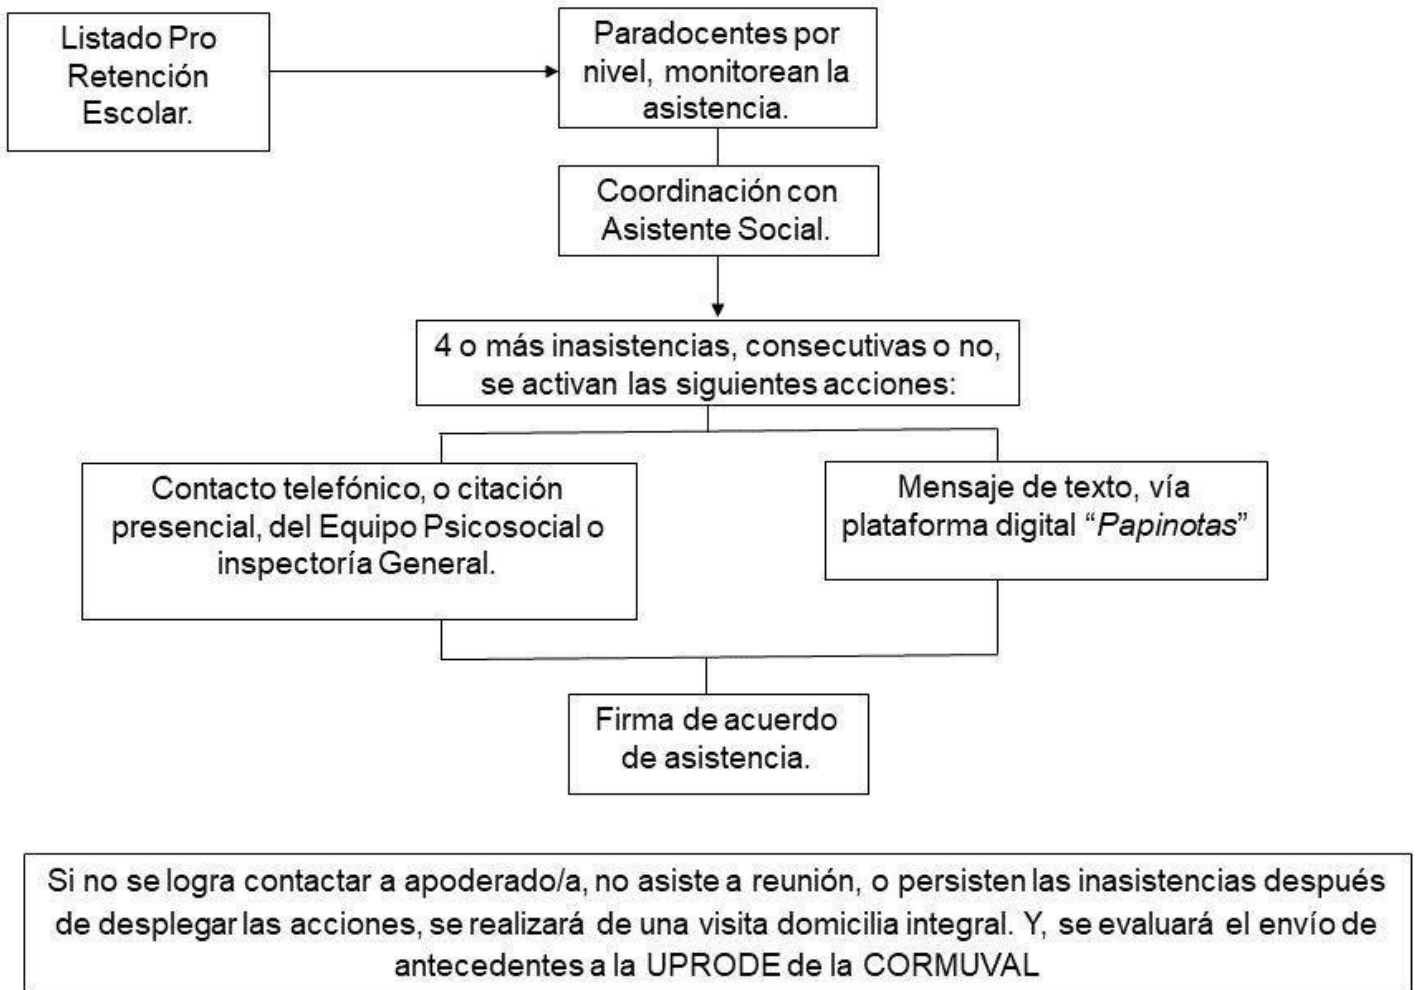 Listado Pro
Retención
Escolar.
Paradocentes por
nivel, monitorean la
asistencia.
Coordinación con
Asistente Social.
4 o más inasistencias, consecutivas o no,
se activan las siguientes acciones:
Contacto telefónico, o citación
presencial, del Equipo Psicosocial o
inspectoría General.
Mensaje de texto, vía
plataforma digital “Papinotas”
Firma de acuerdo
de asistencia.
Si no se logra contactar a apoderado/a, no asiste a reunión, o persisten las inasistencias después
de desplegar las acciones, se realizará de una visita domicilia integral. Y, se evaluará el envío de
antecedentes a la UPRODE de la CORMUVAL